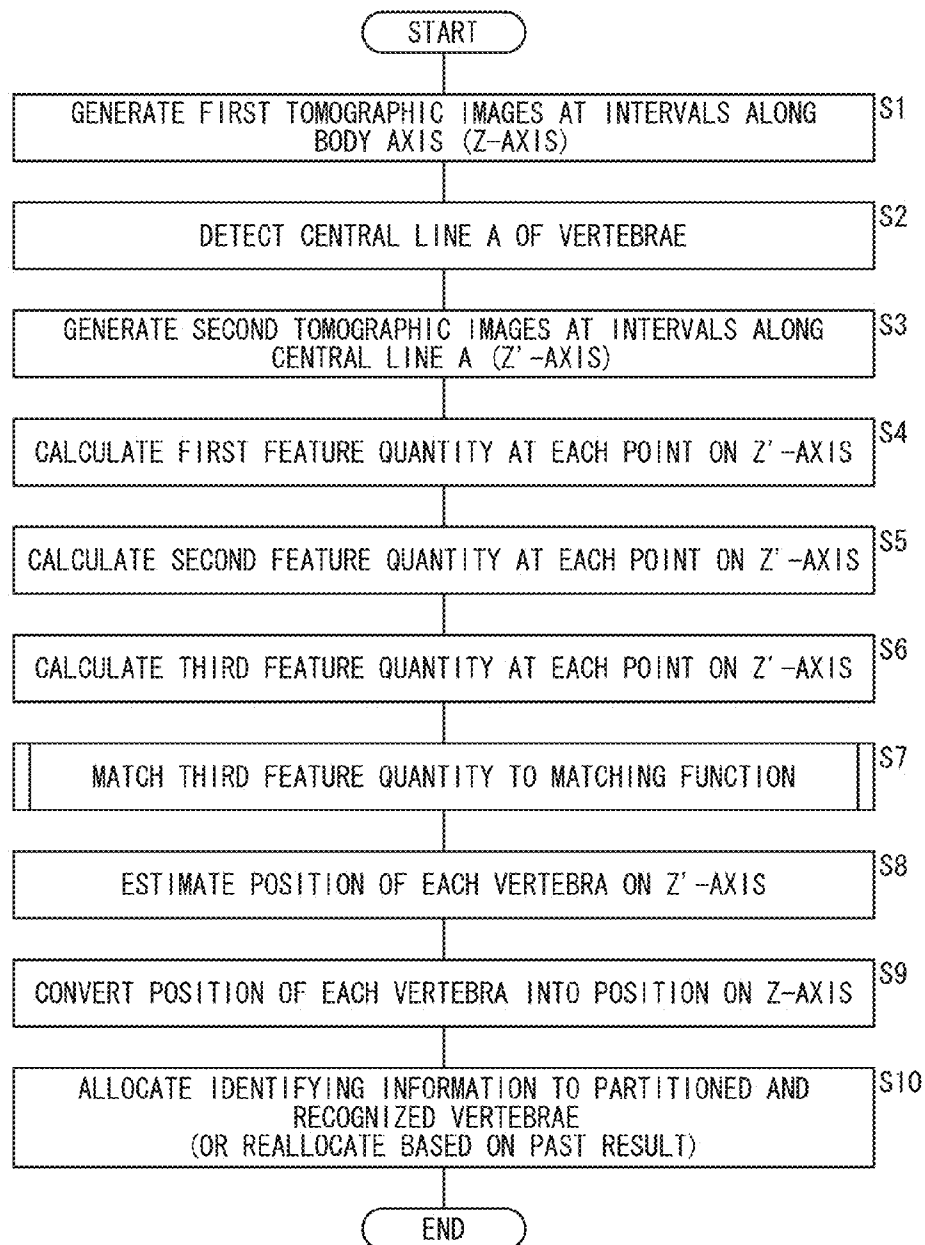 START
GENERATE FIRST TOMOGRAPHIC IMAGES AT INTERVALS ALONG
BODY AXIS (Z-AXIS)
S1
DETECT CENTRAL LINE A OF VERTEBRAE
S2
GENERATE SECOND TOMOGRAPHIC IMAGES AT INTERVALS ALONG
CENTRAL LINE A (Z'-AXIS)
S3
CALCULATE FIRST FEATURE QUANTITY AT EACH POINT ON Z'-AXIS
S4
CALCULATE SECOND FEATURE QUANTITY AT EACH POINT ON Z'-AXIS
S5
CALCULATE THIRD FEATURE QUANTITY AT EACH POINT ON Z'-AXIS
S6
MATCH THIRD FEATURE QUANTITY TO MATCHING FUNCTION
S7
ESTIMATE POSITION OF EACH VERTEBRA ON Z'-AXIS
S8
CONVERT POSITION OF EACH VERTEBRA INTO POSITION ON Z-AXIS
S9
ALLOCATE IDENTIFYING INFORMATION TO PARTITIONED AND
RECOGNIZED VERTEBRAE
(OR REALLOCATE BASED ON PAST RESULT)
S10
END